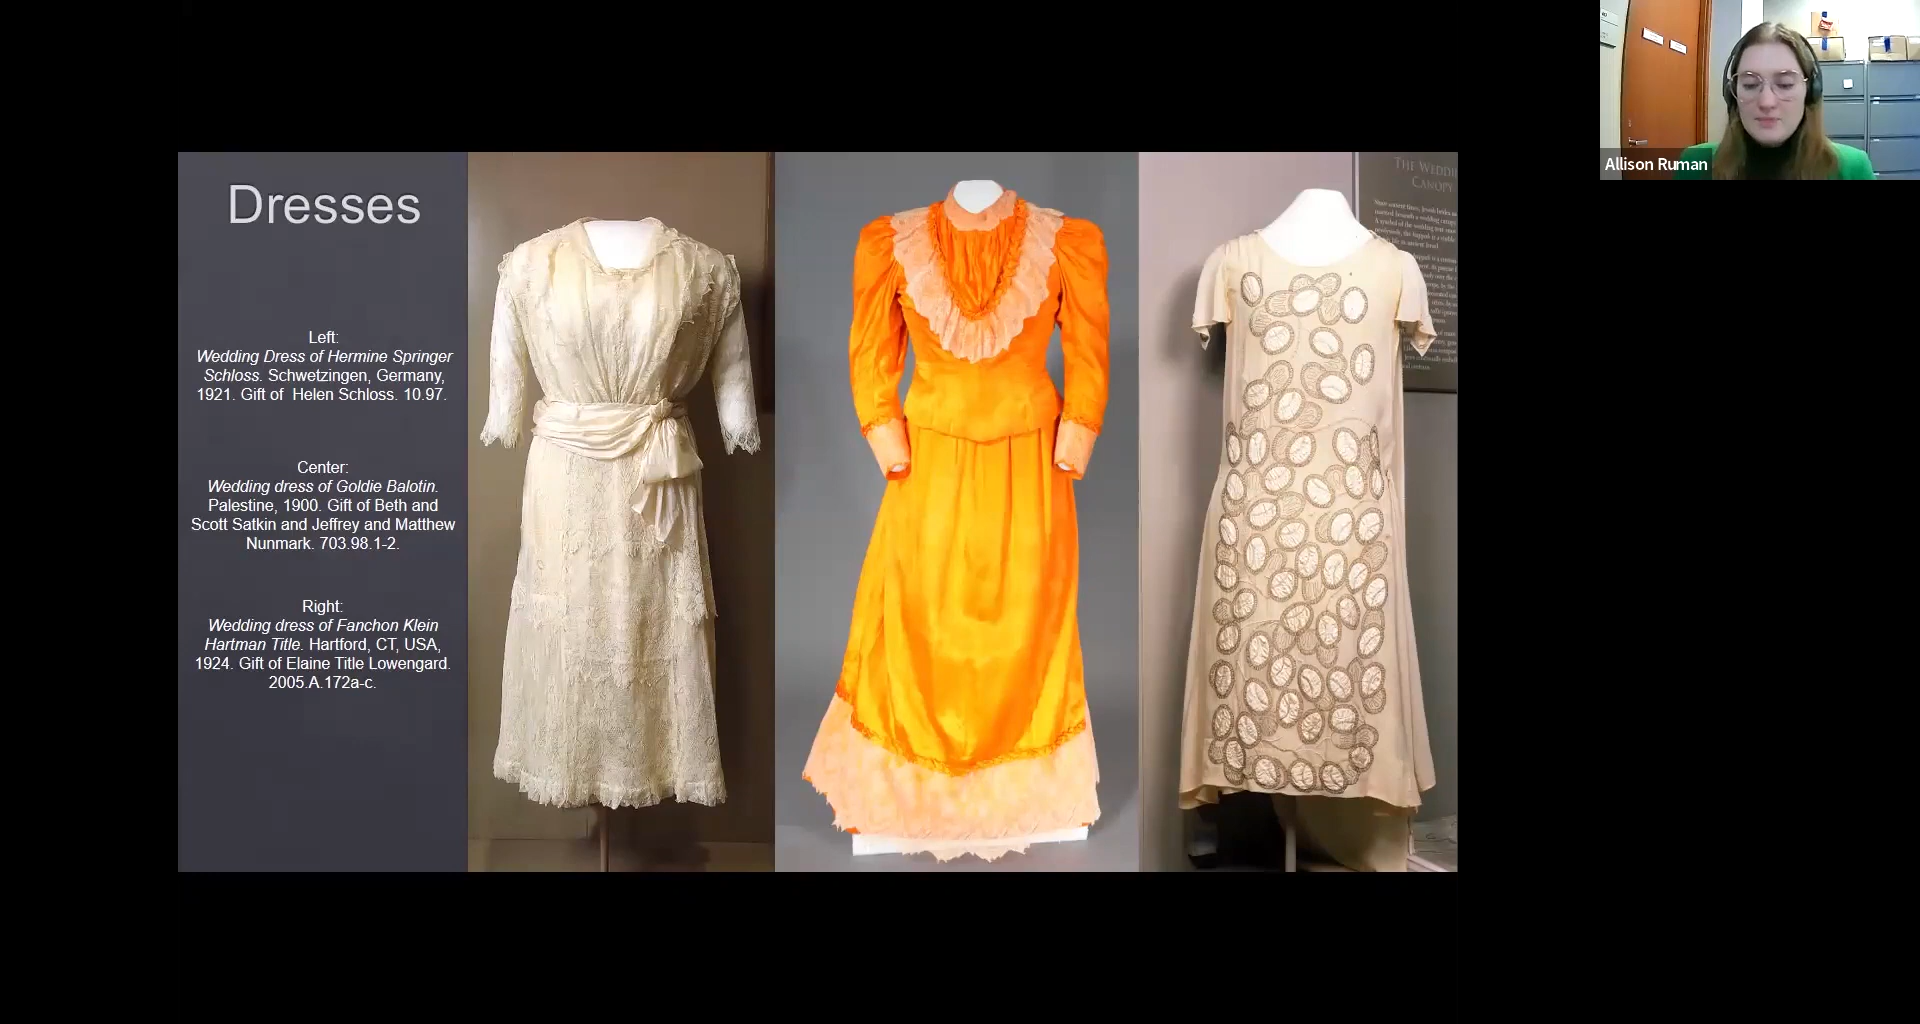 Dresses
Left:
Wedding Dress of Hermine Springer
Schloss. Schwetzingen, Germany,
1921. Gift of Helen Schloss. 10.97.
Center:
Wedding dress of Goldie Balotin.
Palestine, 1900. Gift of Beth and
Scott Satkin and Jeffrey and Matthew
Nunmark. 703.98.1-2.
Right:
Wedding dress of Fanchon Klein
Hartman Title. Hartford, CT, USA,
1924. Gift of Elaine Title Lowengard.
2005.A.172a-c.
THE
CANOPY
Allison Ruman